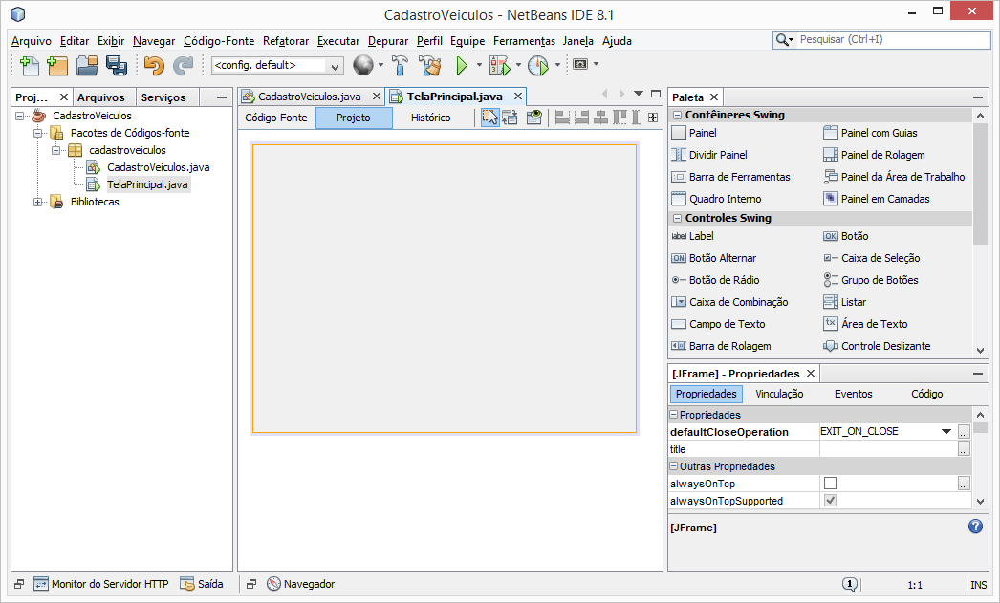 CadastroVeiculos - NetBeans IDE 8.1
Arquivo Editar Exibir Navegar Código-Fonte Refatorar Executar Depurar Perfil Equipe Ferramentas Janela Ajuda
Pesquisar (Ctrl+I)
<config. default>
Proj... Arquivos Serviços
CadastroVeiculos
Pacotes de Códigos-fonte
cadastroveiculos
CadastroVeiculos.java
TelaPrincipal.java
Bibliotecas
CadastroVeiculos.java TelaPrincipal.java
Código-Fonte Projeto Histórico
Paleta
Contêineres Swing
Painel Painel com Guias
Dividir Painel Painel de Rolagem
Barra de Ferramentas Painel da Área de Trabalho
Quadro Interno Painel em Camadas
Controles Swing
label Label OK Botão
ON Botão Alternar Caixa de Seleção
Botão de Rádio Grupo de Botões
Caixa de Combinação Listar
Campo de Texto tx Área de Texto
Barra de Rolagem Controle Deslizante
[JFrame] - Propriedades
Propriedades Vinculação Eventos Código
Propriedades
defaultCloseOperation EXIT_ON_CLOSE ...
title ...
Outras Propriedades
alwaysOnTop ...
alwaysOnTopSupported
[JFrame]
Monitor do Servidor HTTP Saída Navegador 1 1:1 INS